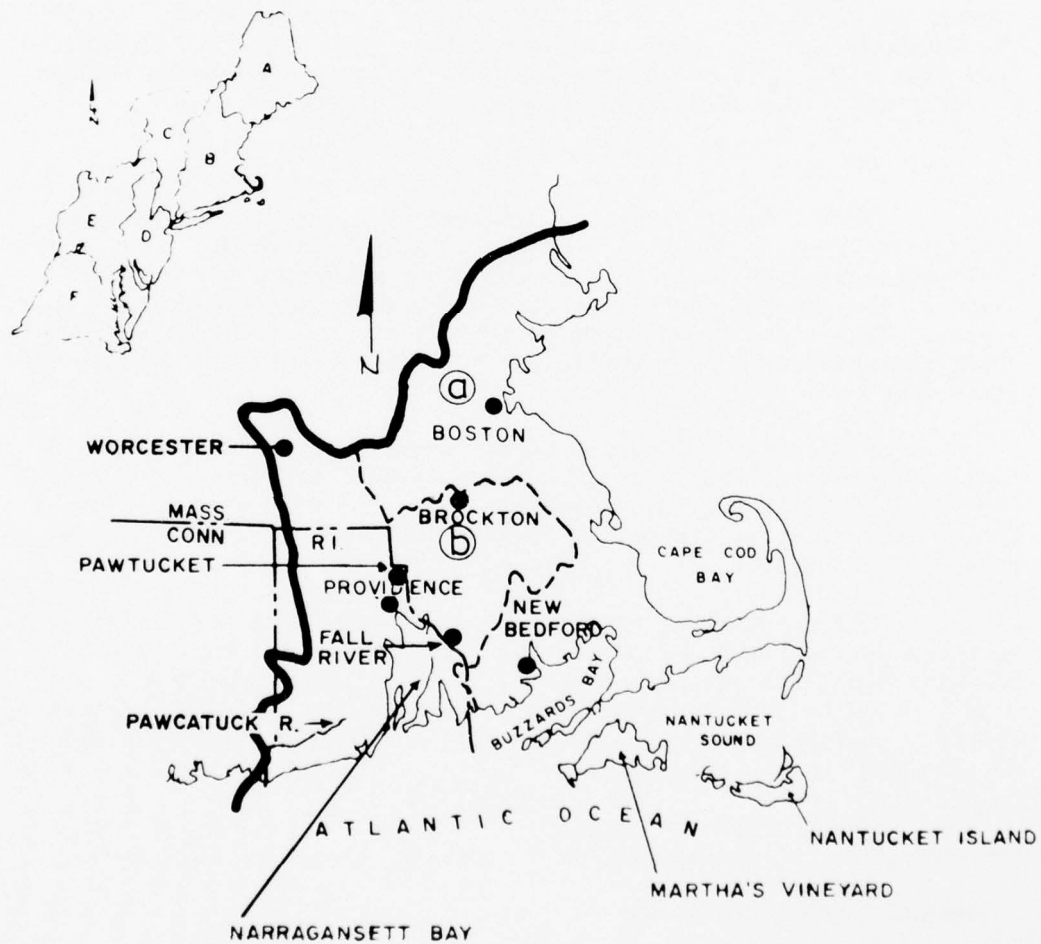 A
C
B
E
D
F
N
a
BOSTON
WORCESTER
BROCKTON
MASS
CONN
R I.
b
PAWTUCKET
PROVIDENCE
CAPE COD
BAY
NEW
BEDFORD
FALL
RIVER
BUZZARDS BAY
PAWCATUCK R.
NANTUCKET
SOUND
ATLANTIC OCEAN
NANTUCKET ISLAND
MARTHA'S VINEYARD
NARRAGANSETT BAY